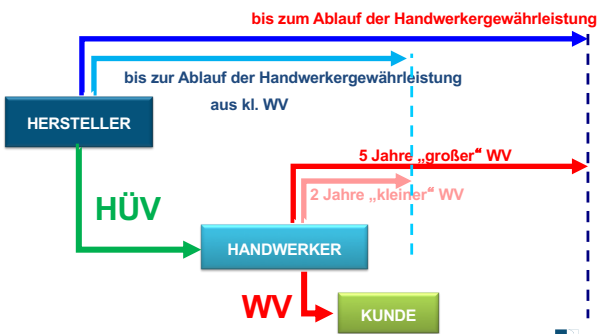 bis zum Ablauf der Handwerkergewährleistung
bis zur Ablauf der Handwerkergewährleistung
aus kl. WV
HERSTELLER
5 Jahre „großer“ WV
2 Jahre „kleiner“ WV
HÜV
HANDWERKER
WV
KUNDE